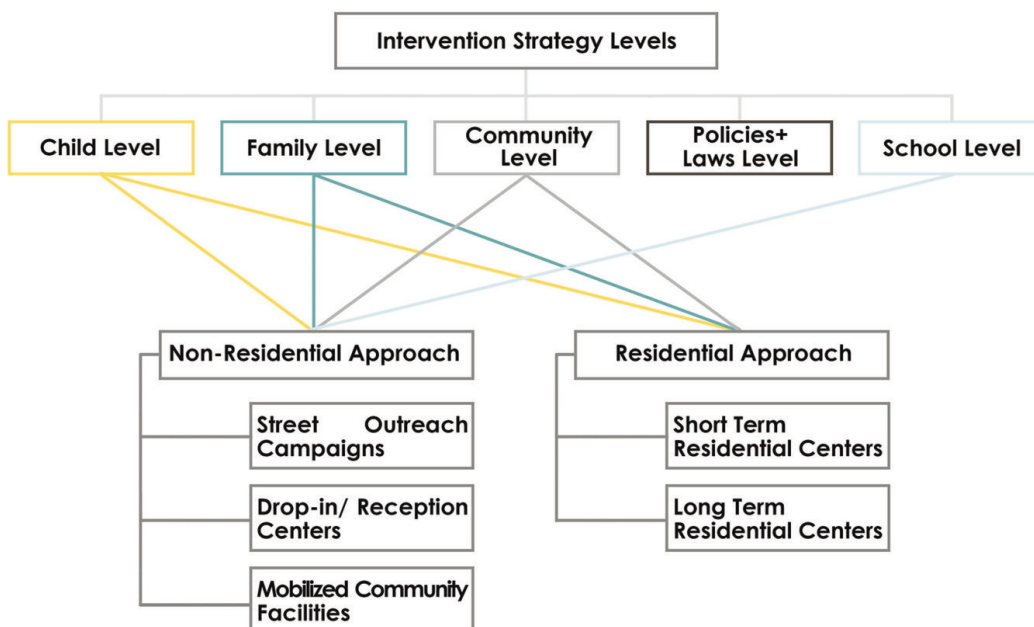 Intervention Strategy Levels
Child Level
Family Level
Community
Level
Policies+
Laws Level
School Level
Non-Residential Approach
Residential Approach
Street Outreach
Campaigns
Short Term
Residential Centers
Drop-in/ Reception
Centers
Long Term
Residential Centers
Mobilized Community
Facilities